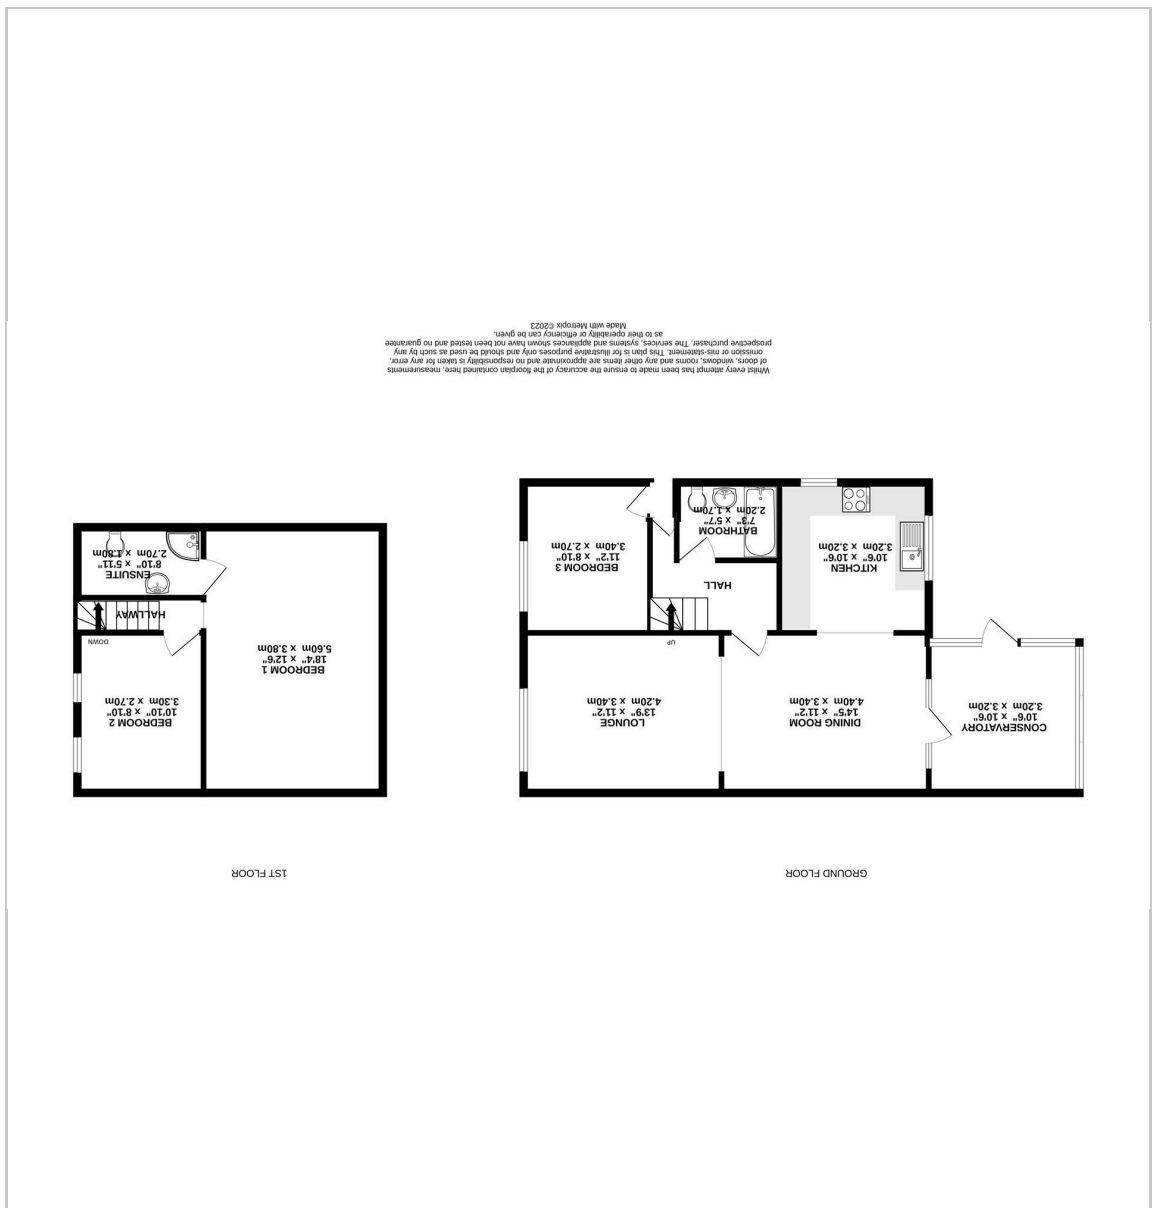 GROUND FLOOR
1ST FLOOR
CONSERVATORY
10'6" x 10'6"
3.20m x 3.20m
DINING ROOM
14'5" x 11'2"
4.40m x 3.40m
LOUNGE
13'9" x 11'2"
4.20m x 3.40m
UP
KITCHEN
10'6" x 10'6"
3.20m x 3.20m
HALL
BATHROOM
7'3" x 5'7"
2.20m x 1.70m
BEDROOM 3
11'2" x 8'10"
3.40m x 2.70m
BEDROOM 1
18'4" x 12'6"
5.60m x 3.80m
BEDROOM 2
10'10" x 8'10"
3.30m x 2.70m
DOWN
HALLWAY
ENSUITE
8'10" x 5'11"
2.70m x 1.80m
Whilst every attempt has been made to ensure the accuracy of the floorplan contained here, measurements
of doors, windows, rooms and any other items are approximate and no responsibility is taken for any error,
omission or mis-statement. This plan is for illustrative purposes only and should be used as such by any
prospective purchaser. The services, systems and appliances shown have not been tested and no guarantee
as to their operability or efficiency can be given.
Made with Metropix ©2023